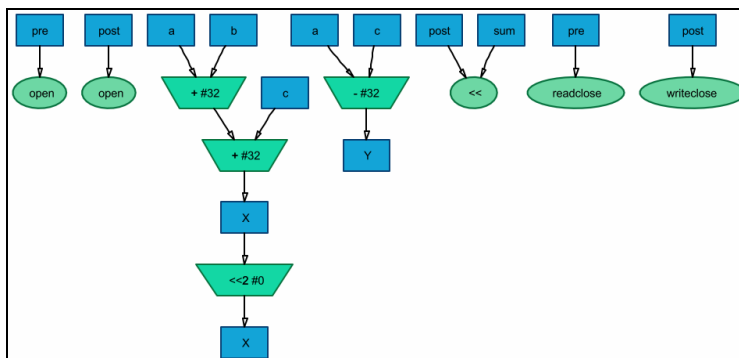 pre post a b a c post sum pre post
open open + #32 c - #32 << readclose writeclose
+ #32 Y
X
<<2 #0
X